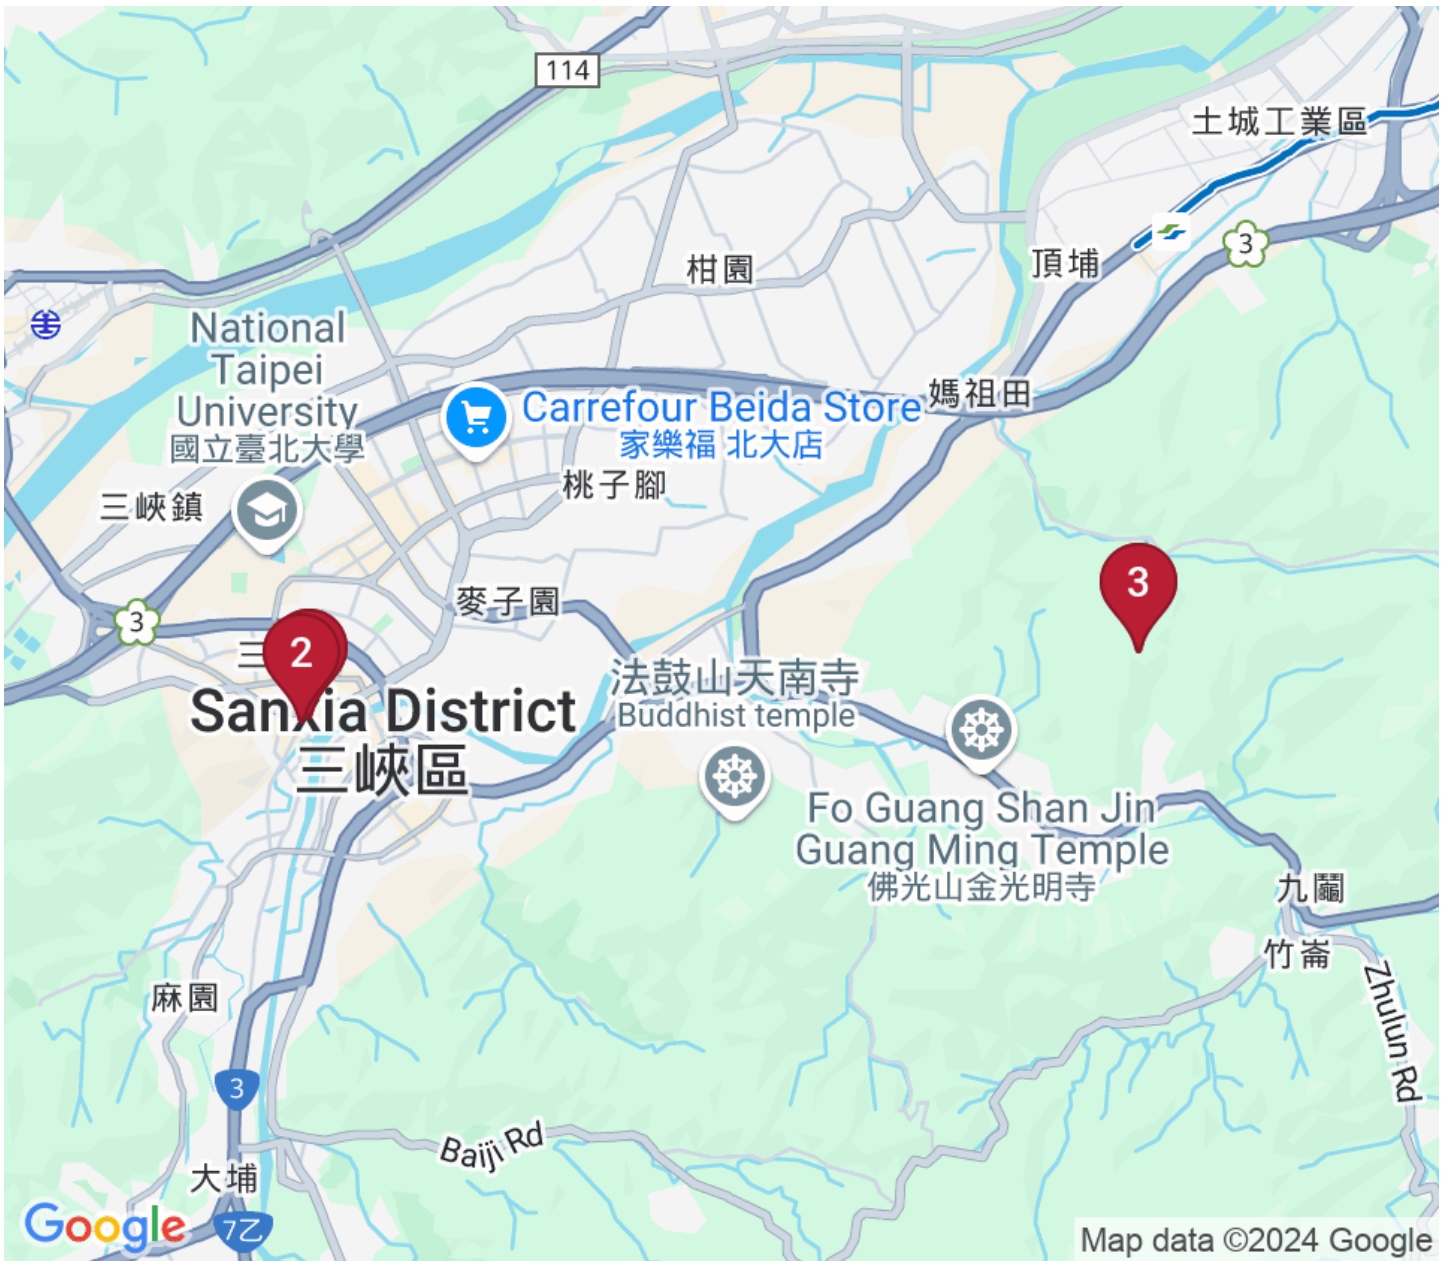 114
土城工業區
3
頂埔
柑園
National
Taipei
University
國立臺北大學
Carrefour Beida Store
家樂福 北大店
媽祖田
桃子腳
三峽鎮
3
麥子園
3
三
2
Sanxia District
三峽區
法鼓山天南寺
Buddhist temple
Fo Guang Shan Jin
Guang Ming Temple
佛光山金光明寺
九鬮
竹崙
Zhulun Rd
麻園
3
Baiji Rd
大埔
7乙
Google
Map data ©2024 Google